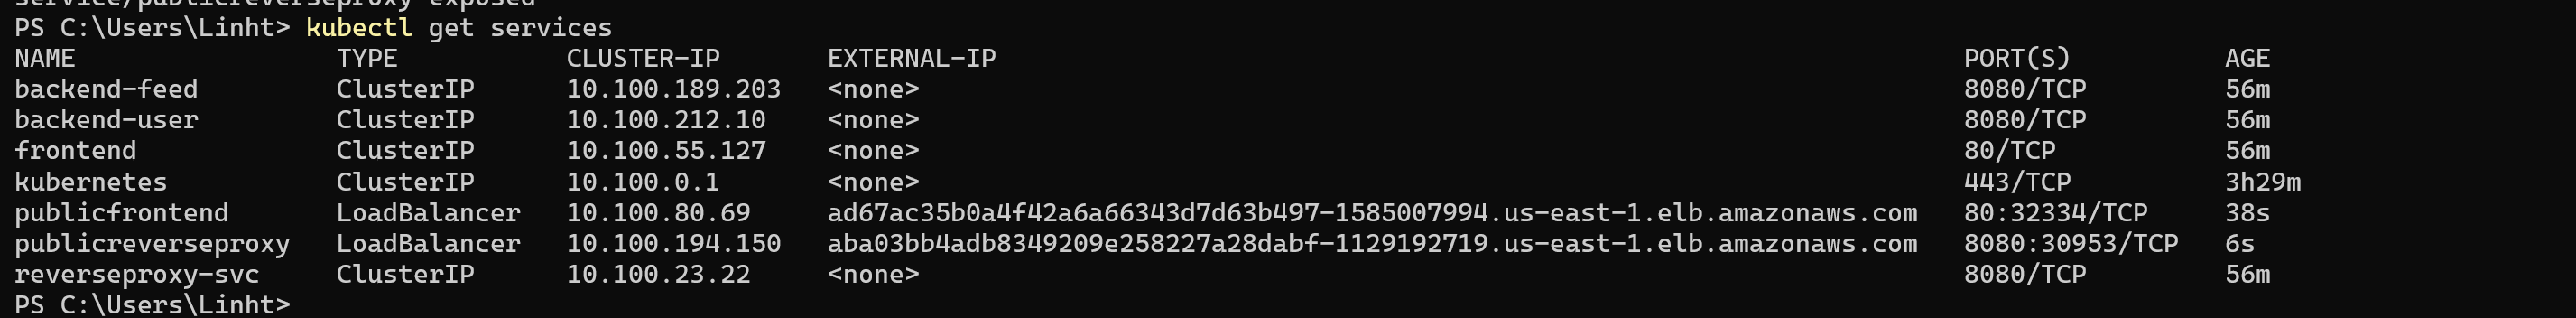 service/publicreverseproxy exposed
PS C:\Users\Linht> kubectl get services
NAME TYPE CLUSTER-IP EXTERNAL-IP PORT(S) AGE
backend-feed ClusterIP 10.100.189.203 <none> 8080/TCP 56m
backend-user ClusterIP 10.100.212.10 <none> 8080/TCP 56m
frontend ClusterIP 10.100.55.127 <none> 80/TCP 56m
kubernetes ClusterIP 10.100.0.1 <none> 443/TCP 3h29m
publicfrontend LoadBalancer 10.100.80.69 ad67ac35b0a4f42a6a66343d7d63b497-1585007994.us-east-1.elb.amazonaws.com 80:32334/TCP 38s
publicreverseproxy LoadBalancer 10.100.194.150 aba03bb4adb8349209e258227a28dabf-1129192719.us-east-1.elb.amazonaws.com 8080:30953/TCP 6s
reverseproxy-svc ClusterIP 10.100.23.22 <none> 8080/TCP 56m
PS C:\Users\Linht>